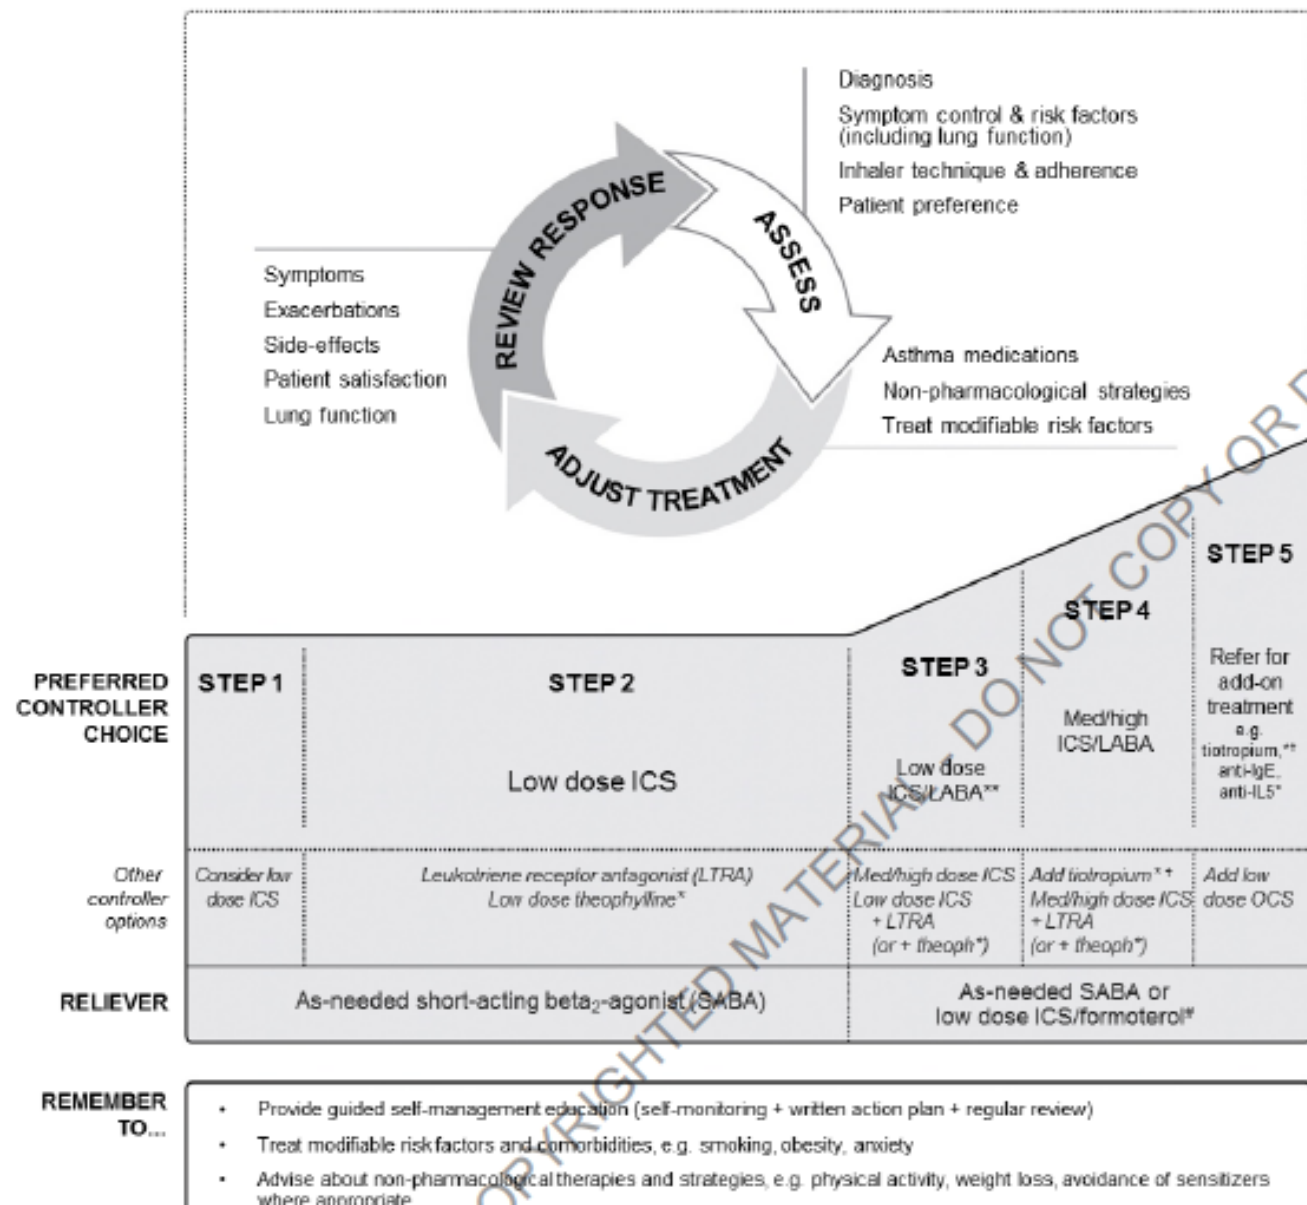 Diagnosis
Symptom control & risk factors
(including lung function)
Inhaler technique & adherence
Patient preference
REVIEW RESPONSE
ASSESS
ADJUST TREATMENT
Symptoms
Exacerbations
Side-effects
Patient satisfaction
Lung function
Asthma medications
Non-pharmacological strategies
Treat modifiable risk factors
PREFERRED
CONTROLLER
CHOICE
STEP 1
STEP 2
Low dose ICS
STEP 3
Low dose
ICS/LABA**
STEP 4
Med/high
ICS/LABA
STEP 5
Refer for
add-on
treatment
e.g.
tiotropium,*†
anti-IgE,
anti-IL5*
Other
controller
options
Consider low
dose ICS
Leukotriene receptor antagonist (LTRA)
Low dose theophylline*
Med/high dose ICS
Low dose ICS
+ LTRA
(or + theoph*)
Add tiotropium*†
Med/high dose ICS
+ LTRA
(or + theoph*)
Add low
dose OCS
RELIEVER
As-needed short-acting beta₂-agonist (SABA)
As-needed SABA or
low dose ICS/formoterol#
REMEMBER
TO...
• Provide guided self-management education (self-monitoring + written action plan + regular review)
• Treat modifiable risk factors and comorbidities, e.g. smoking, obesity, anxiety
• Advise about non-pharmacological therapies and strategies, e.g. physical activity, weight loss, avoidance of sensitizers
where appropriate
OPYRIGHTED MATERIAL - DO NOT COPY OR D